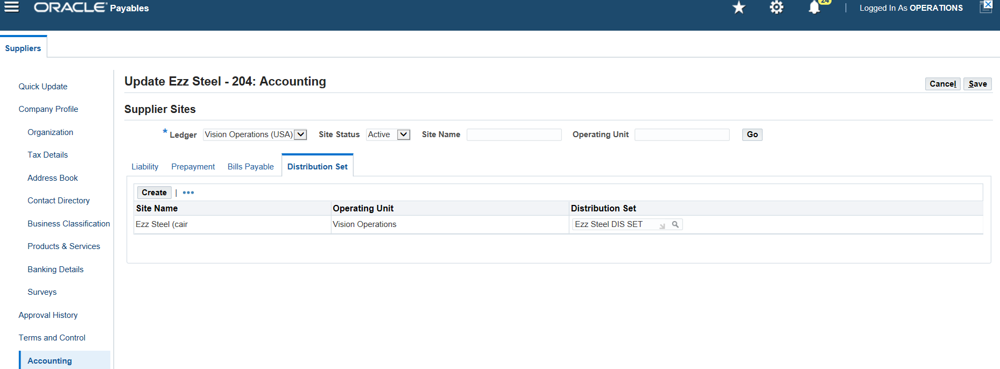 ORACLE® Payables
24
Logged In As OPERATIONS
Suppliers
Quick Update
Company Profile
Organization
Tax Details
Address Book
Contact Directory
Business Classification
Products & Services
Banking Details
Surveys
Approval History
Terms and Control
Accounting
Update Ezz Steel - 204: Accounting
Cancel Save
Supplier Sites
* Ledger Vision Operations (USA) Site Status Active Site Name Operating Unit Go
Liability Prepayment Bills Payable Distribution Set
Create | •••
Site Name Operating Unit Distribution Set
Ezz Steel (cair Vision Operations Ezz Steel DIS SET